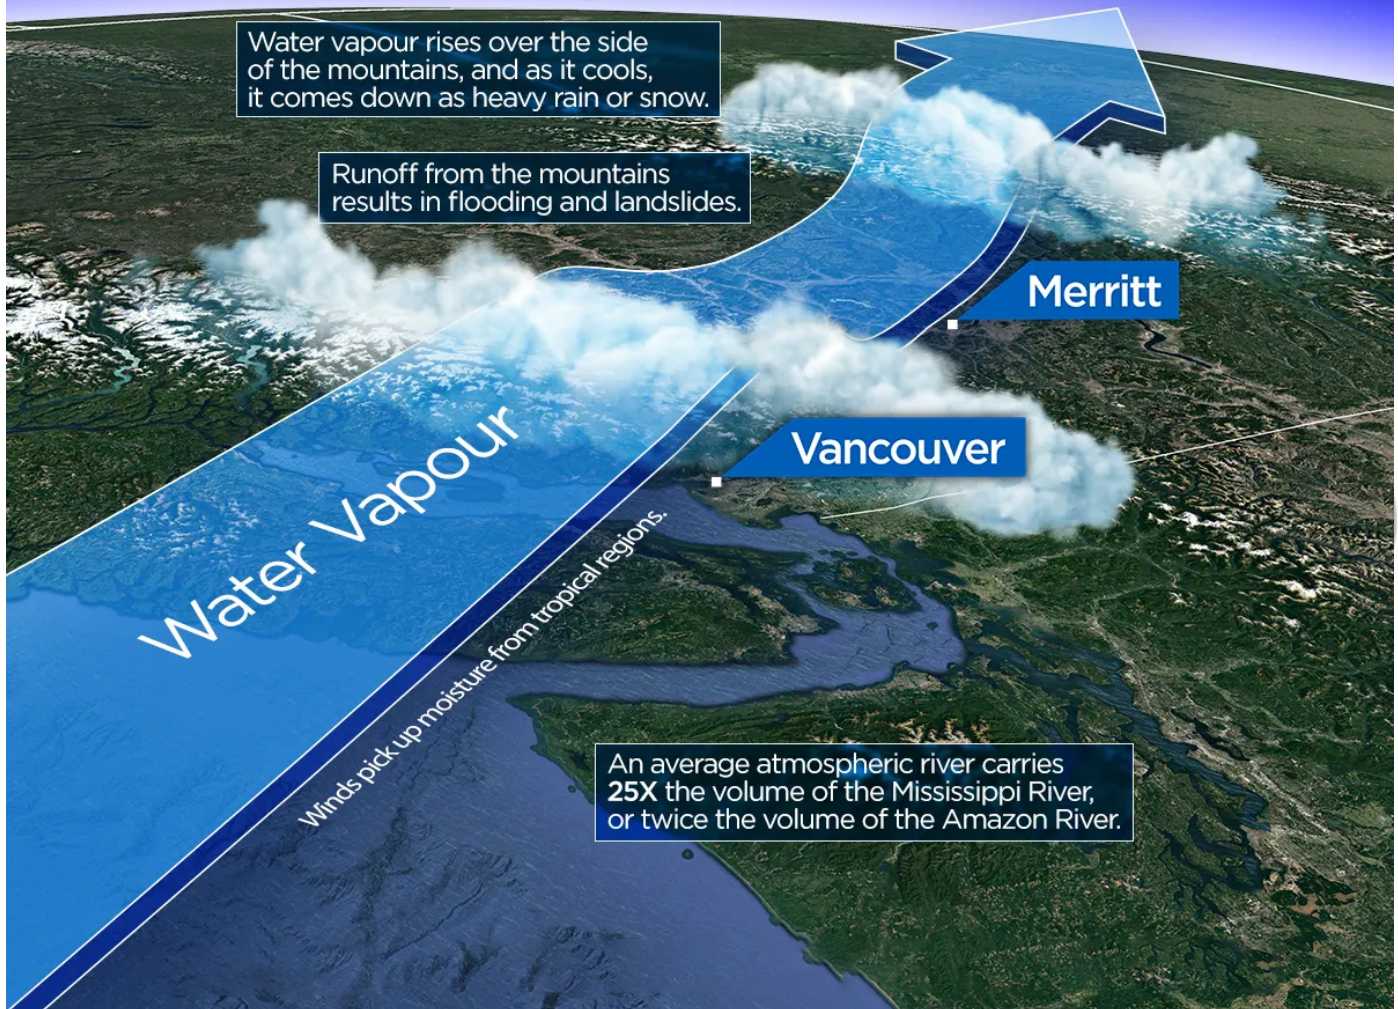 Water vapour rises over the side
of the mountains, and as it cools,
it comes down as heavy rain or snow.
Runoff from the mountains
results in flooding and landslides.
Merritt
Vancouver
Water Vapour
Winds pick up moisture from tropical regions.
An average atmospheric river carries
25X the volume of the Mississippi River,
or twice the volume of the Amazon River.